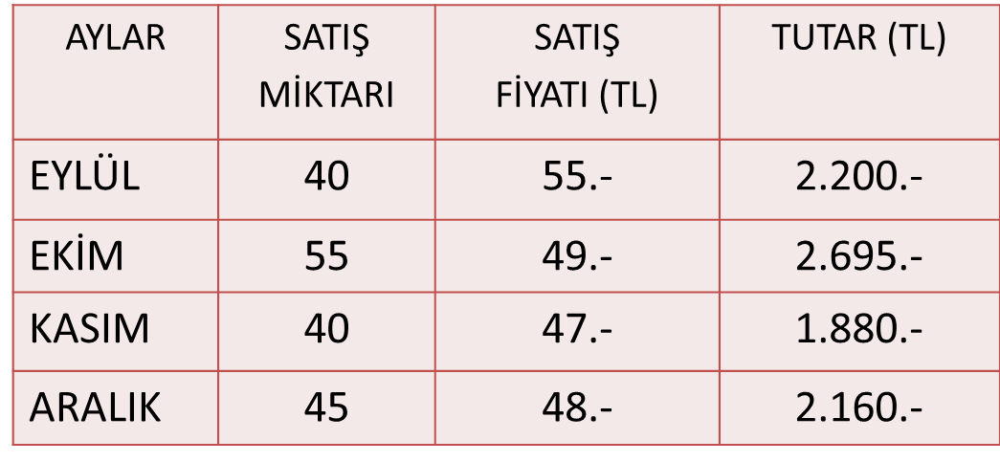 AYLAR SATIŞ MİKTARI SATIŞ FİYATI (TL) TUTAR (TL)
EYLÜL 40 55.- 2.200.-
EKİM 55 49.- 2.695.-
KASIM 40 47.- 1.880.-
ARALIK 45 48.- 2.160.-